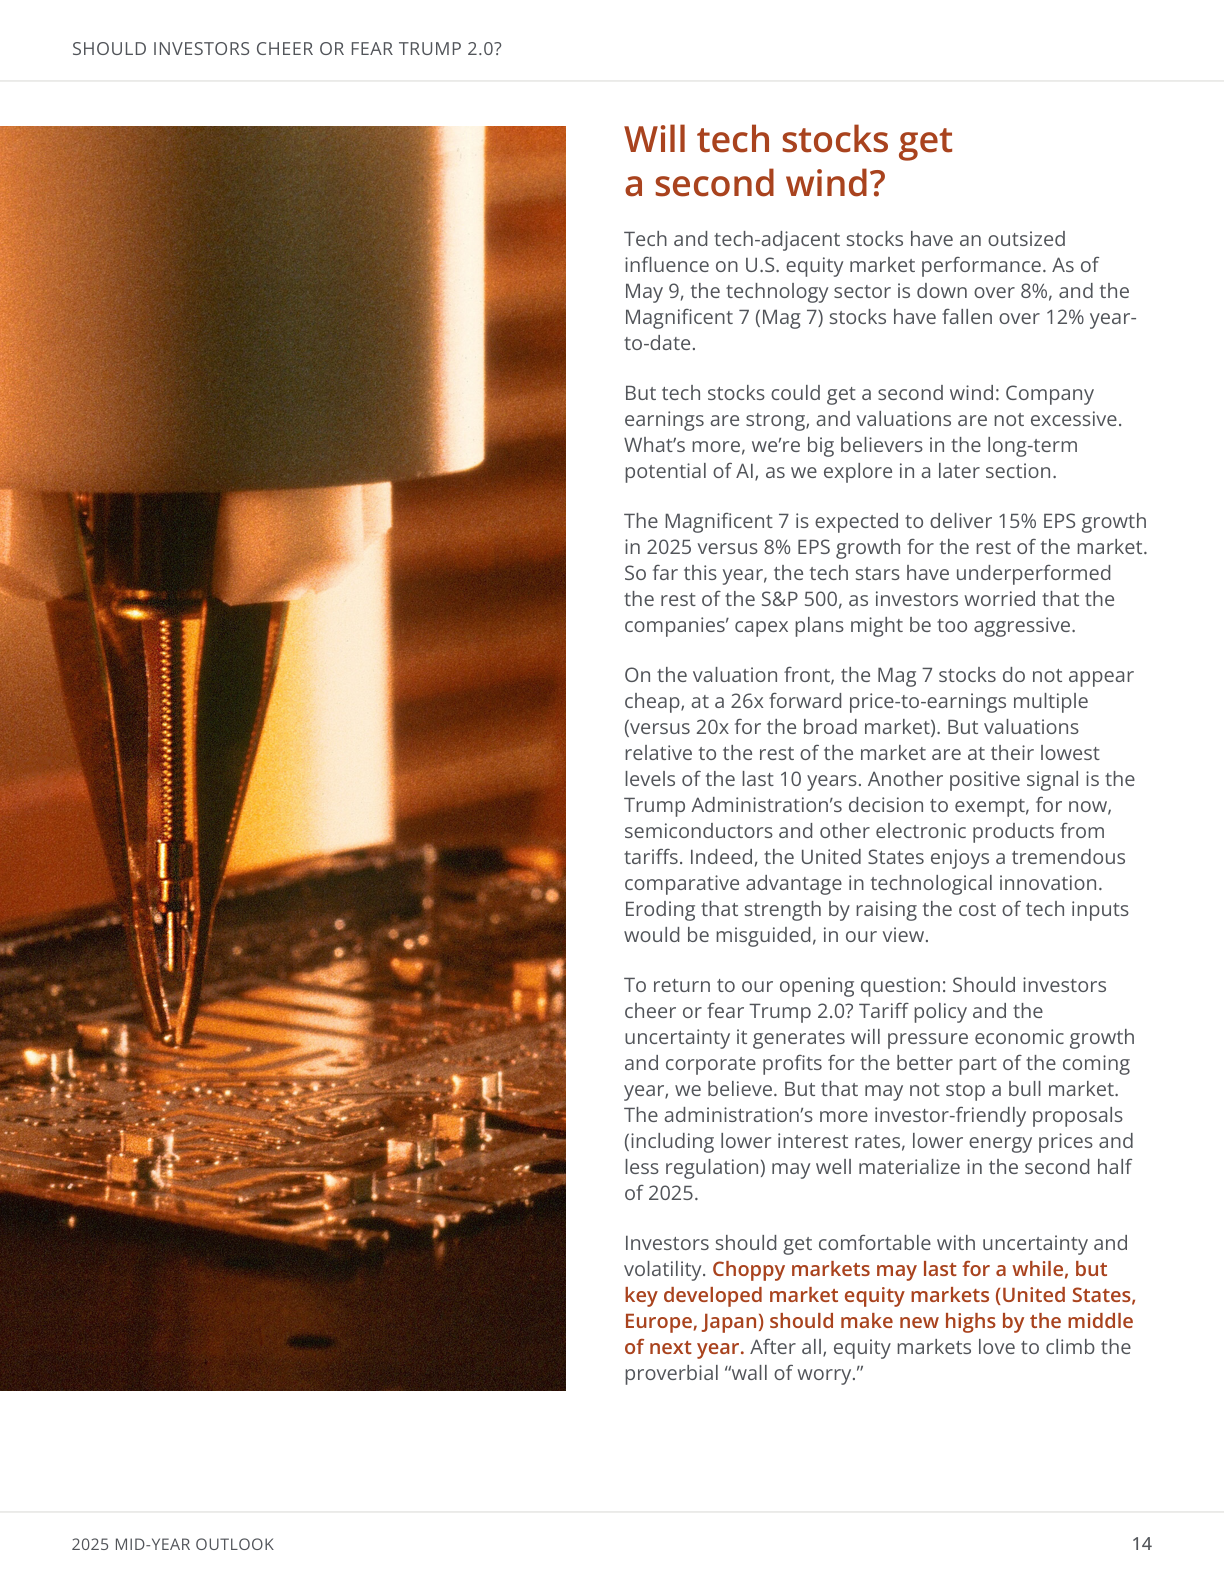 SHOULD INVESTORS CHEER OR FEAR TRUMP 2.0?
Will tech stocks get
a second wind?
Tech and tech-adjacent stocks have an outsized
influence on U.S. equity market performance. As of
May 9, the technology sector is down over 8%, and the
Magnificent 7 (Mag 7) stocks have fallen over 12% year-
to-date.
But tech stocks could get a second wind: Company
earnings are strong, and valuations are not excessive.
What’s more, we’re big believers in the long-term
potential of AI, as we explore in a later section.
The Magnificent 7 is expected to deliver 15% EPS growth
in 2025 versus 8% EPS growth for the rest of the market.
So far this year, the tech stars have underperformed
the rest of the S&P 500, as investors worried that the
companies’ capex plans might be too aggressive.
On the valuation front, the Mag 7 stocks do not appear
cheap, at a 26x forward price-to-earnings multiple
(versus 20x for the broad market). But valuations
relative to the rest of the market are at their lowest
levels of the last 10 years. Another positive signal is the
Trump Administration’s decision to exempt, for now,
semiconductors and other electronic products from
tariffs. Indeed, the United States enjoys a tremendous
comparative advantage in technological innovation.
Eroding that strength by raising the cost of tech inputs
would be misguided, in our view.
To return to our opening question: Should investors
cheer or fear Trump 2.0? Tariff policy and the
uncertainty it generates will pressure economic growth
and corporate profits for the better part of the coming
year, we believe. But that may not stop a bull market.
The administration’s more investor-friendly proposals
(including lower interest rates, lower energy prices and
less regulation) may well materialize in the second half
of 2025.
Investors should get comfortable with uncertainty and
volatility. Choppy markets may last for a while, but
key developed market equity markets (United States,
Europe, Japan) should make new highs by the middle
of next year. After all, equity markets love to climb the
proverbial “wall of worry.”
2025 MID-YEAR OUTLOOK
14